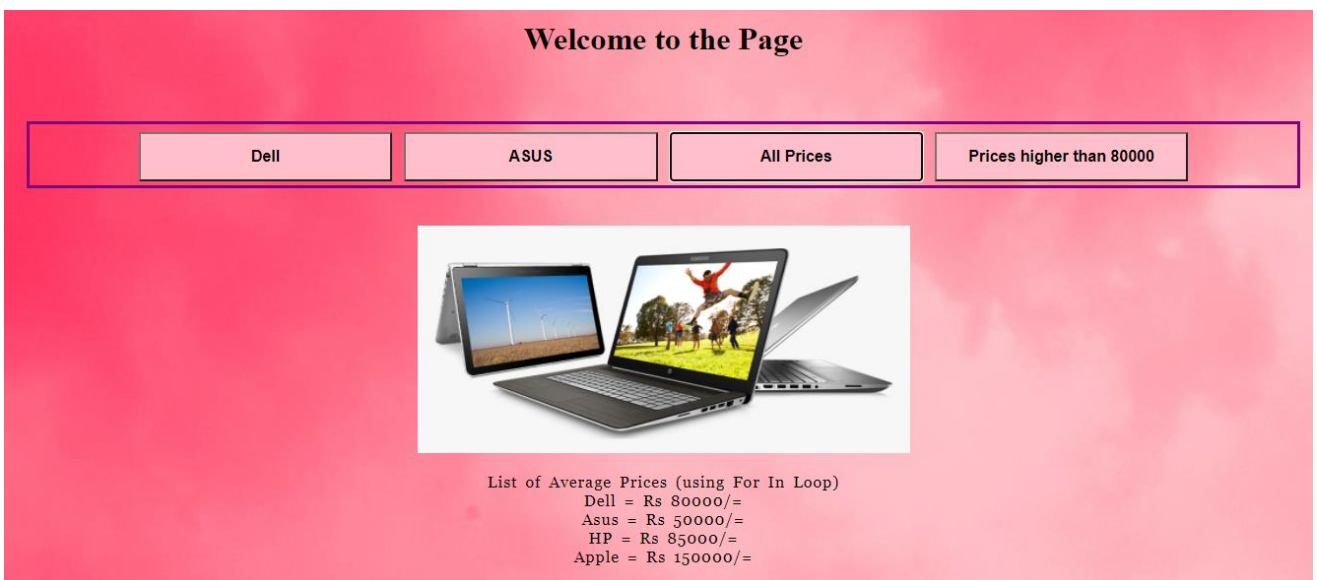 Welcome to the Page
Dell
ASUS
All Prices
Prices higher than 80000
List of Average Prices (using For In Loop)
Dell = Rs 80000/=
Asus = Rs 50000/=
HP = Rs 85000/=
Apple = Rs 150000/=